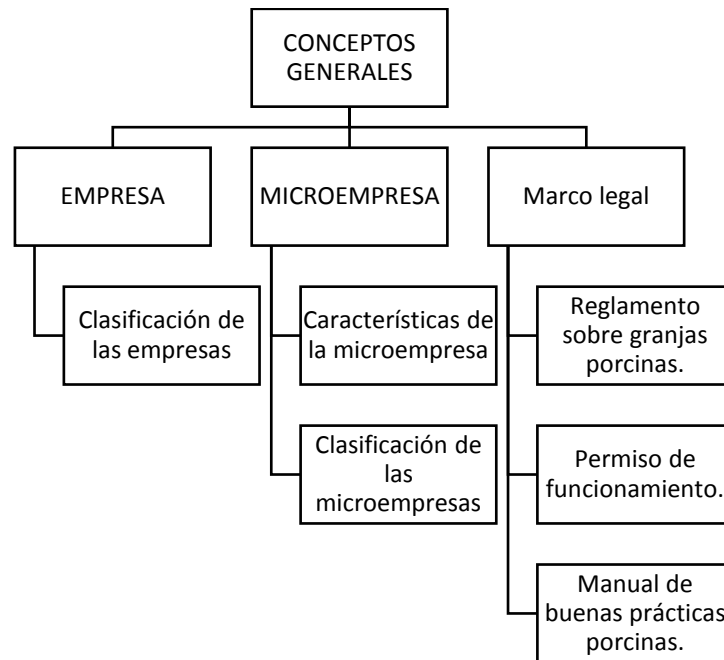 CONCEPTOS
GENERALES
EMPRESA
MICROEMPRESA
Marco legal
Clasificación de
las empresas
Características de
la microempresa
Clasificación de
las
microempresas
Reglamento
sobre granjas
porcinas.
Permiso de
funcionamiento.
Manual de
buenas prácticas
porcinas.